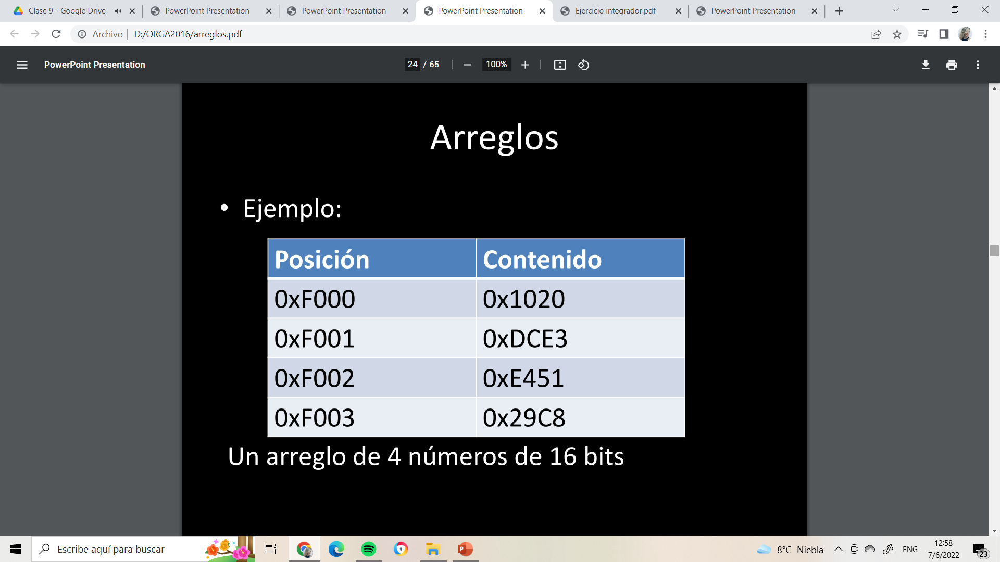 Clase 9 - Google Drive
PowerPoint Presentation
PowerPoint Presentation
PowerPoint Presentation
Ejercicio integrador.pdf
PowerPoint Presentation
Archivo
D:/ORGA2016/arreglos.pdf
PowerPoint Presentation
24 / 65
100%
Arreglos
• Ejemplo:
Posición Contenido
0xF000 0x1020
0xF001 0xDCE3
0xF002 0xE451
0xF003 0x29C8
Un arreglo de 4 números de 16 bits
Escribe aquí para buscar
P
8°C Niebla
ENG
12:58
7/6/2022
23